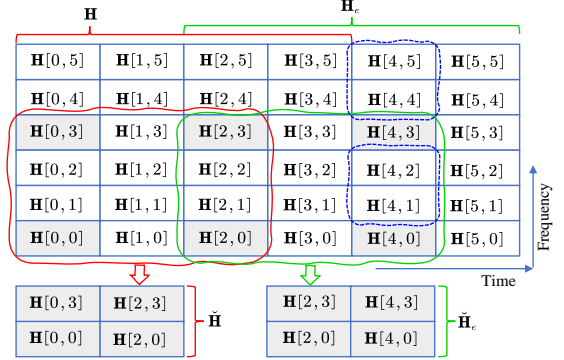 H
H_e
H[0, 5] H[1, 5] H[2, 5] H[3, 5] H[4, 5] H[5, 5]
H[0, 4] H[1, 4] H[2, 4] H[3, 4] H[4, 4] H[5, 4]
H[0, 3] H[1, 3] H[2, 3] H[3, 3] H[4, 3] H[5, 3]
H[0, 2] H[1, 2] H[2, 2] H[3, 2] H[4, 2] H[5, 2]
H[0, 1] H[1, 1] H[2, 1] H[3, 1] H[4, 1] H[5, 1]
H[0, 0] H[1, 0] H[2, 0] H[3, 0] H[4, 0] H[5, 0]
Frequency
Time
H[0, 3] H[2, 3]
H[0, 0] H[2, 0]
H̆
H[2, 3] H[4, 3]
H[2, 0] H[4, 0]
H̆_e